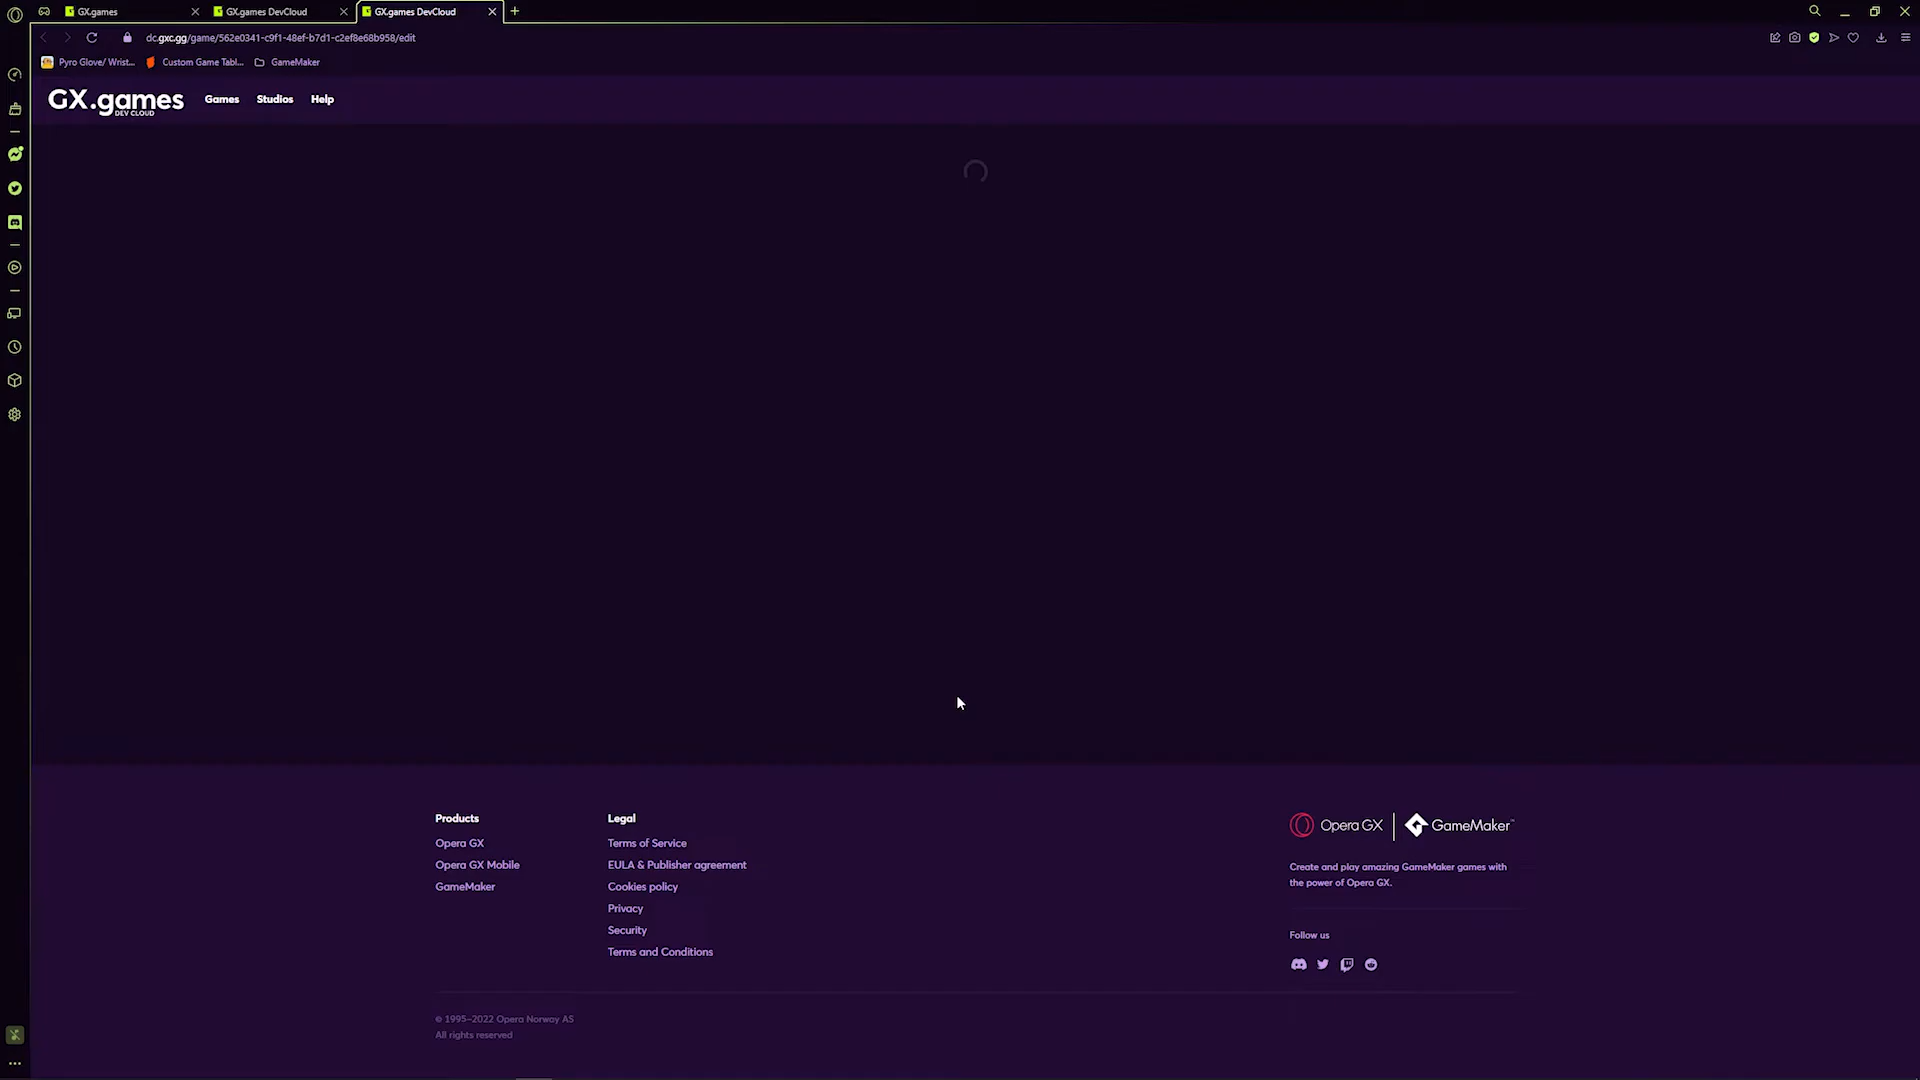 GX.games
GX.games DevCloud
GX.games DevCloud
dc.gxc.gg/game/562e0341-c9f1-48ef-b7d1-c2ef8e68b958/edit
Pyro Glove/ Wrist...
Custom Game Tabl...
GameMaker
GX.games
DEV CLOUD
Games
Studios
Help
Products
Opera GX
Opera GX Mobile
GameMaker
Legal
Terms of Service
EULA & Publisher agreement
Cookies policy
Privacy
Security
Terms and Conditions
Opera GX
GameMaker™
Create and play amazing GameMaker games with
the power of Opera GX.
Follow us
© 1995–2022 Opera Norway AS
All rights reserved